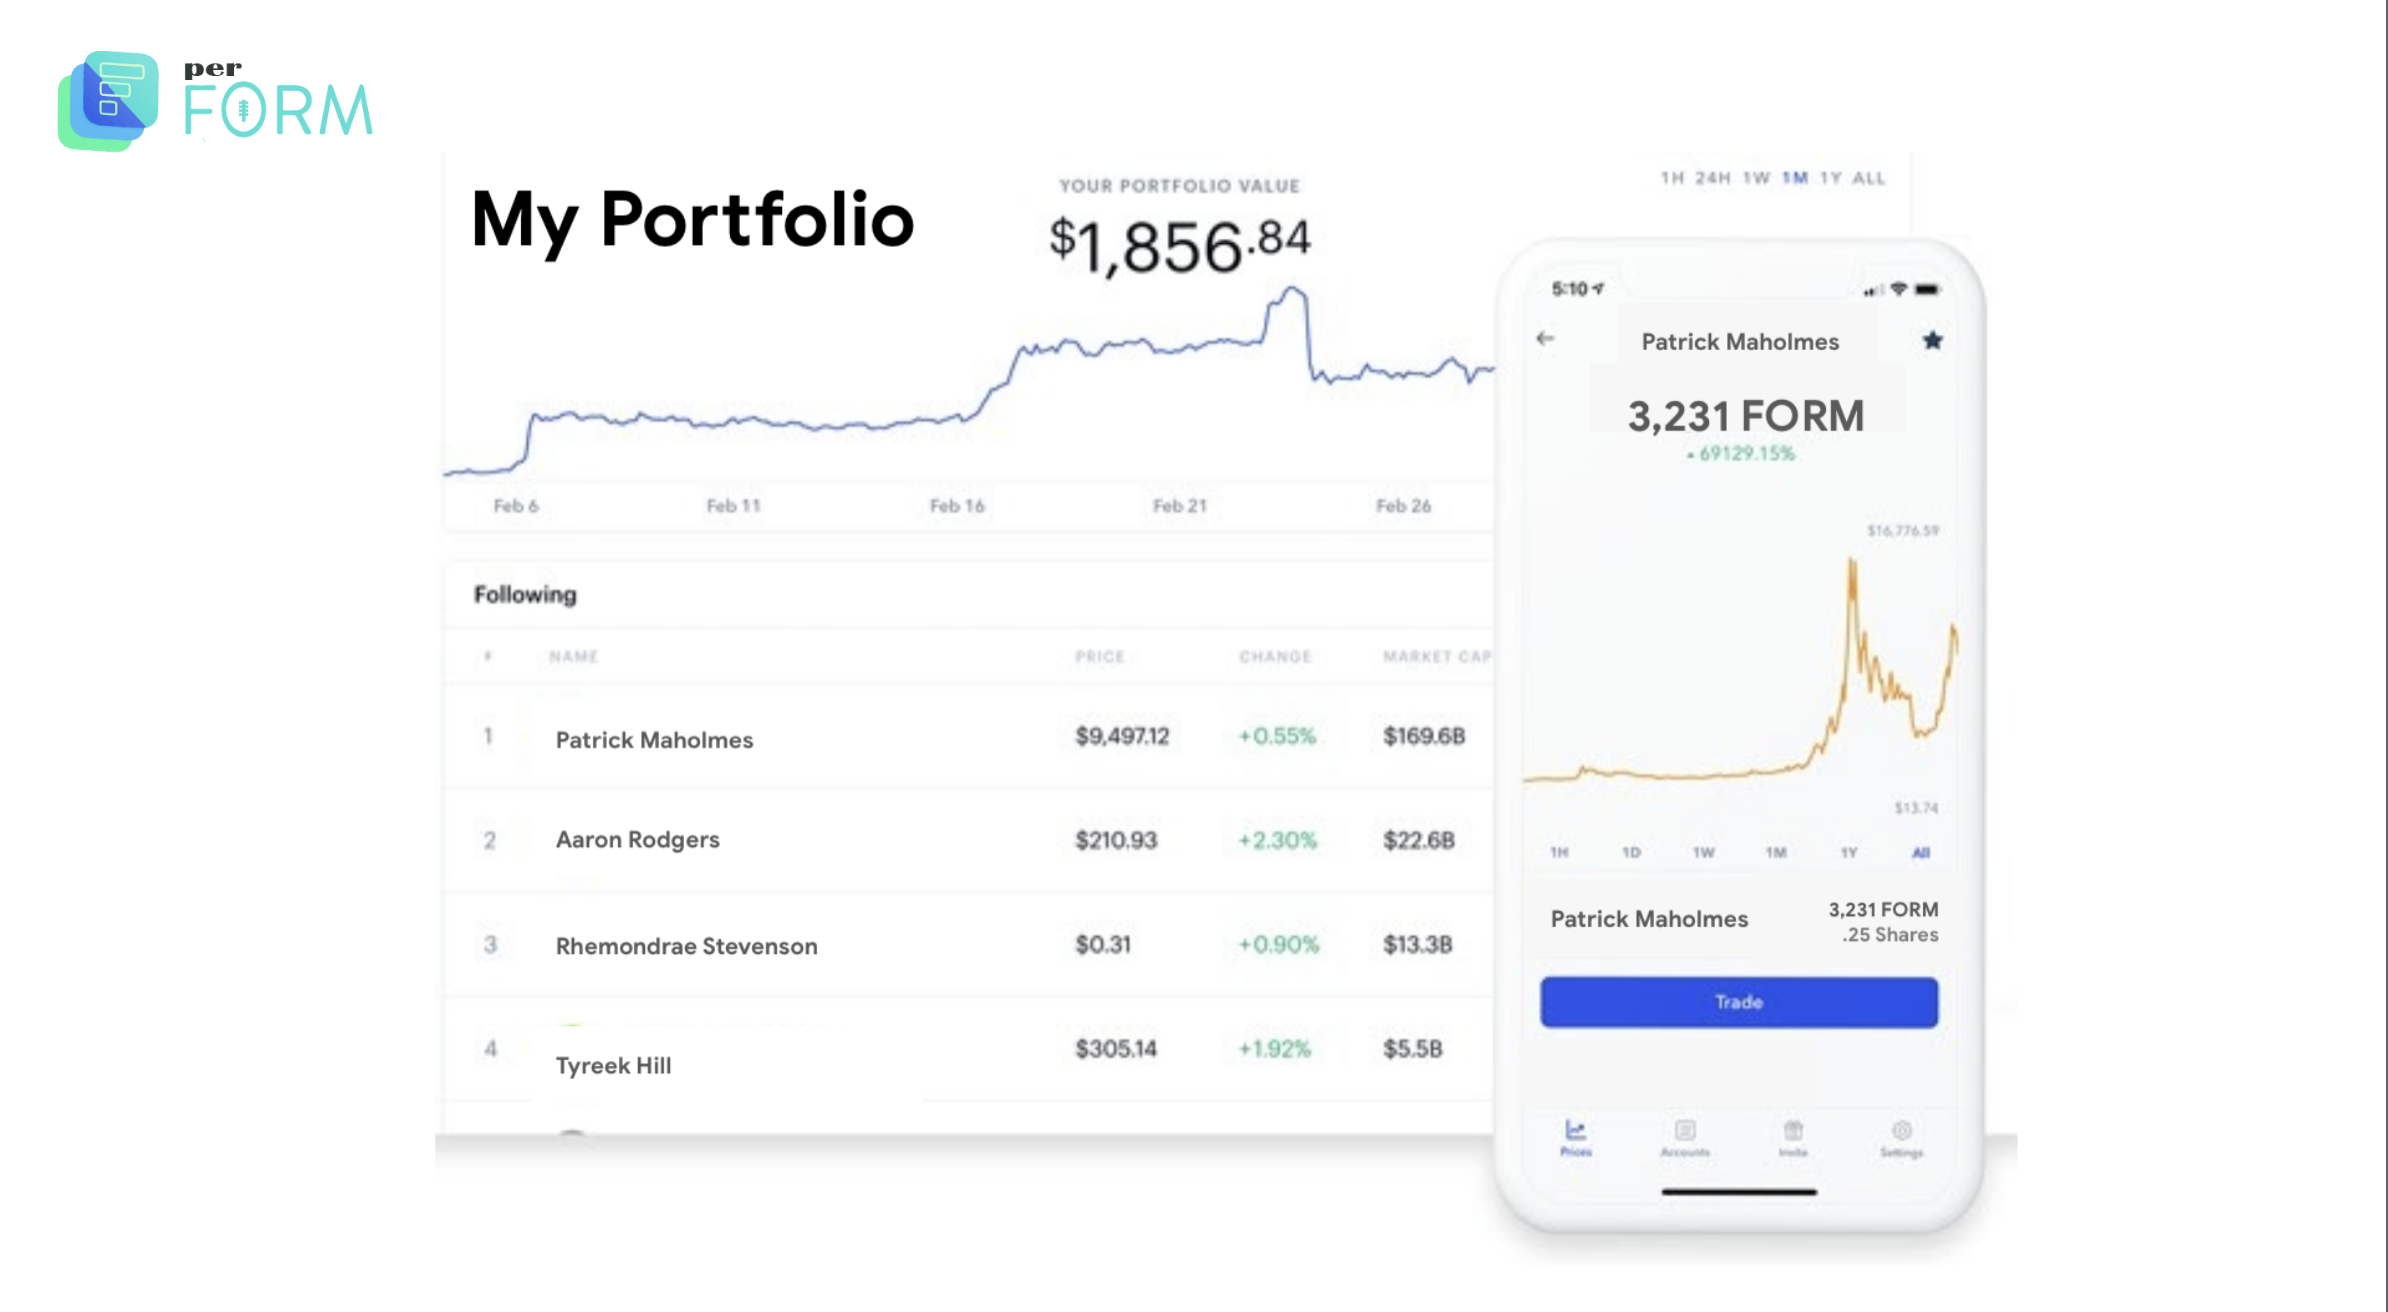 per
FORM
My Portfolio
YOUR PORTFOLIO VALUE
$1,856.84
1H 24H 1W 1M 1Y ALL
Feb 6 Feb 11 Feb 16 Feb 21 Feb 26
Following
# NAME PRICE CHANGE MARKET CAP
1 Patrick Maholmes $9,497.12 +0.55% $169.6B
2 Aaron Rodgers $210.93 +2.30% $22.6B
3 Rhemondrae Stevenson $0.31 +0.90% $13.3B
4 Tyreek Hill $305.14 +1.92% $5.5B
5:10
Patrick Maholmes
3,231 FORM
69129.15%
$16,776.59
$13.74
1H 1D 1W 1M 1Y All
Patrick Maholmes 3,231 FORM
.25 Shares
Trade
Prices Accounts Invite Settings